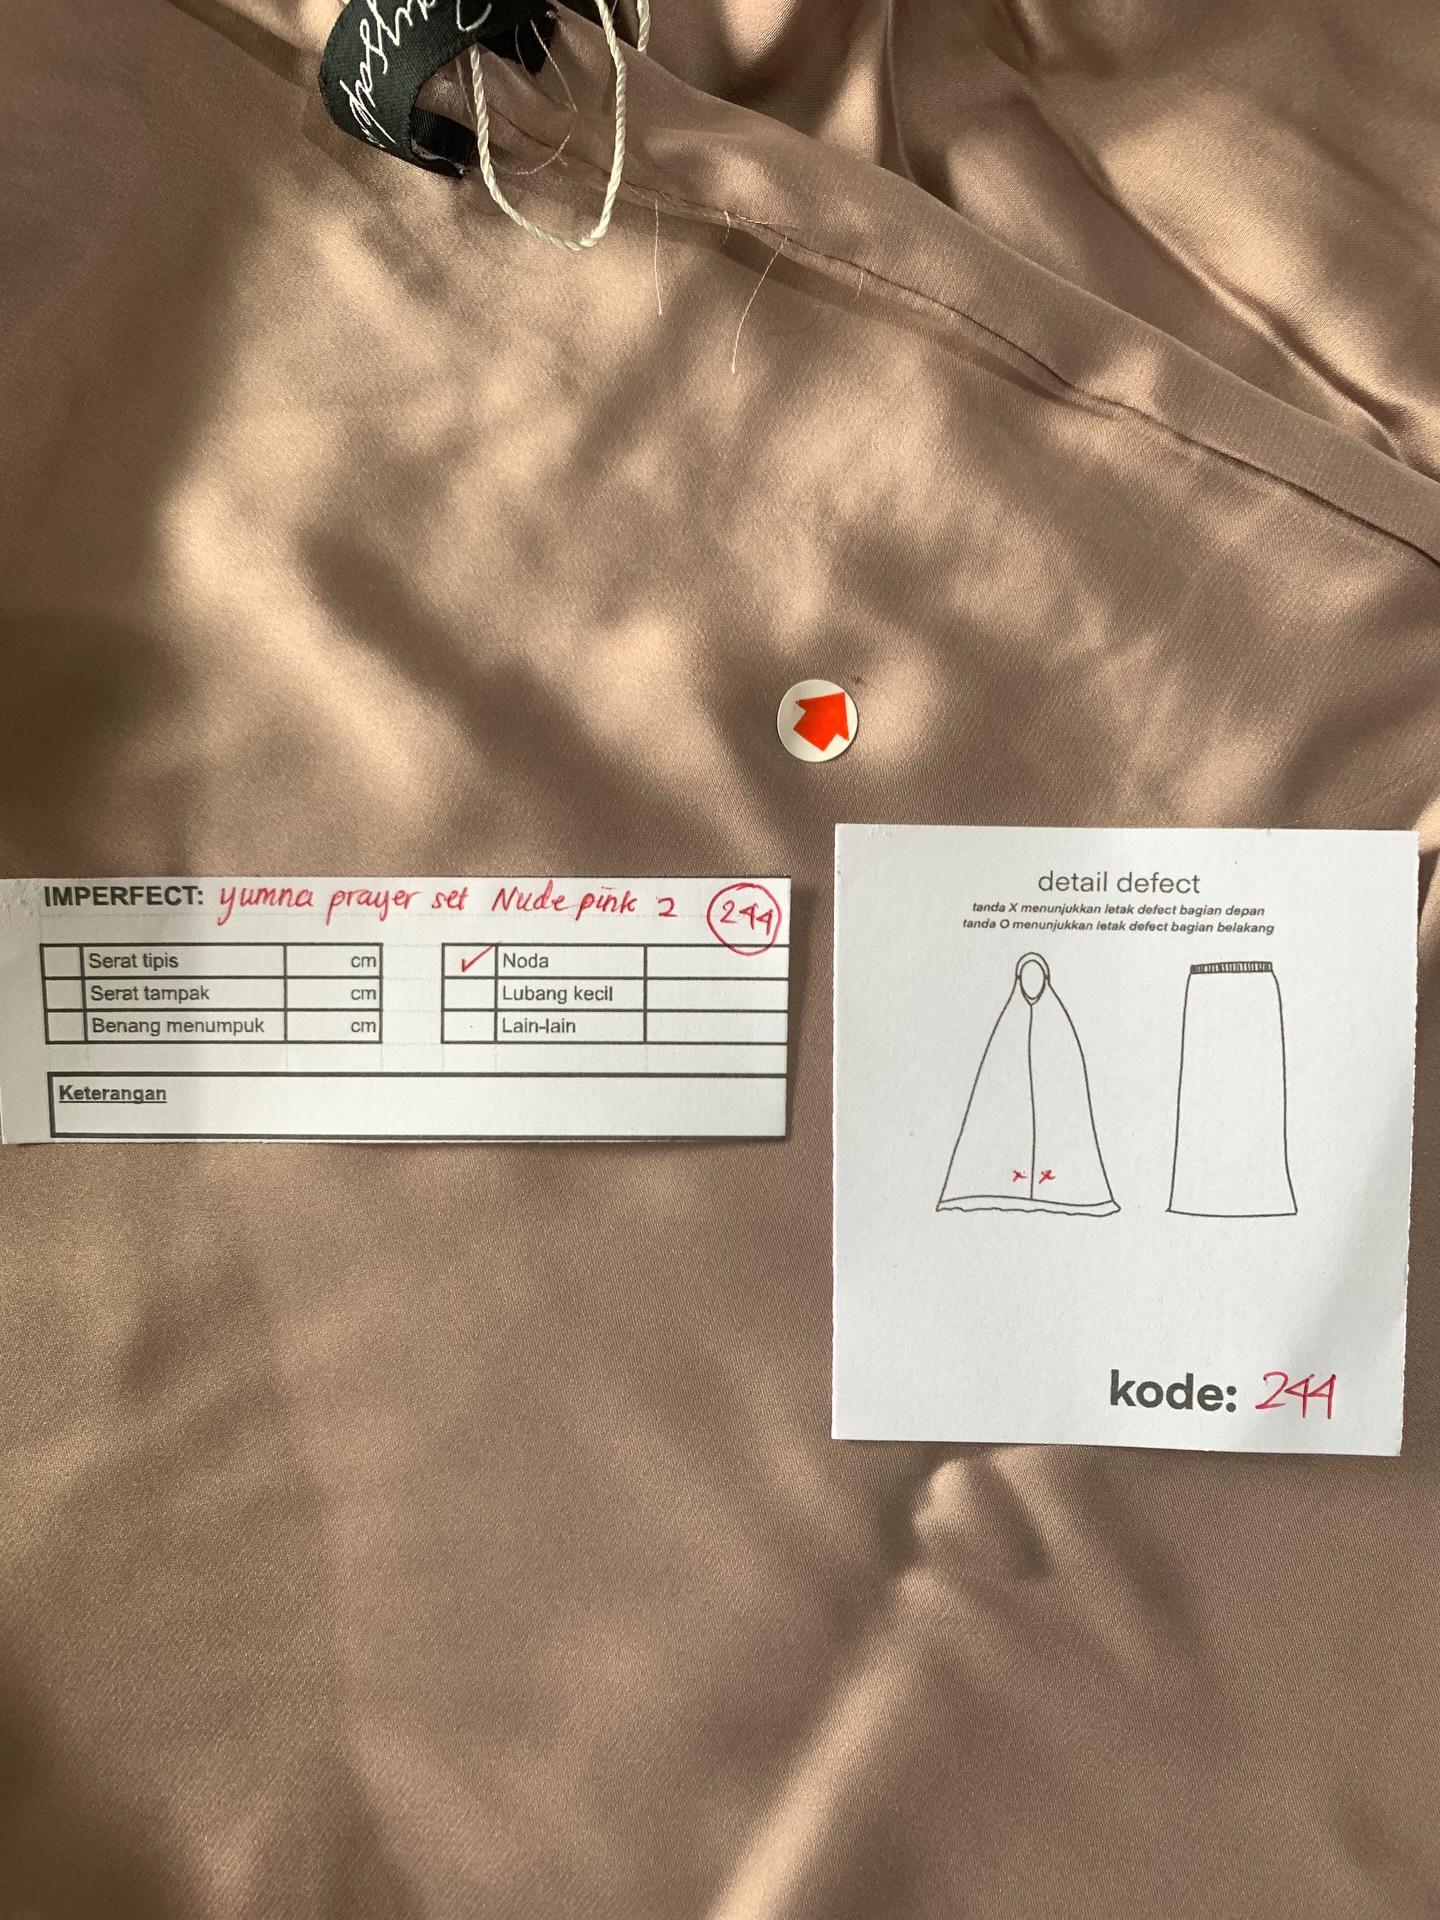 IMPERFECT: yumna prayer set Nude pink 2 244
Serat tipis cm
Serat tampak cm
Benang menumpuk cm
✓ Noda
Lubang kecil
Lain-lain
Keterangan
detail defect
tanda X menunjukkan letak defect bagian depan
tanda O menunjukkan letak defect bagian belakang
x x
kode: 244